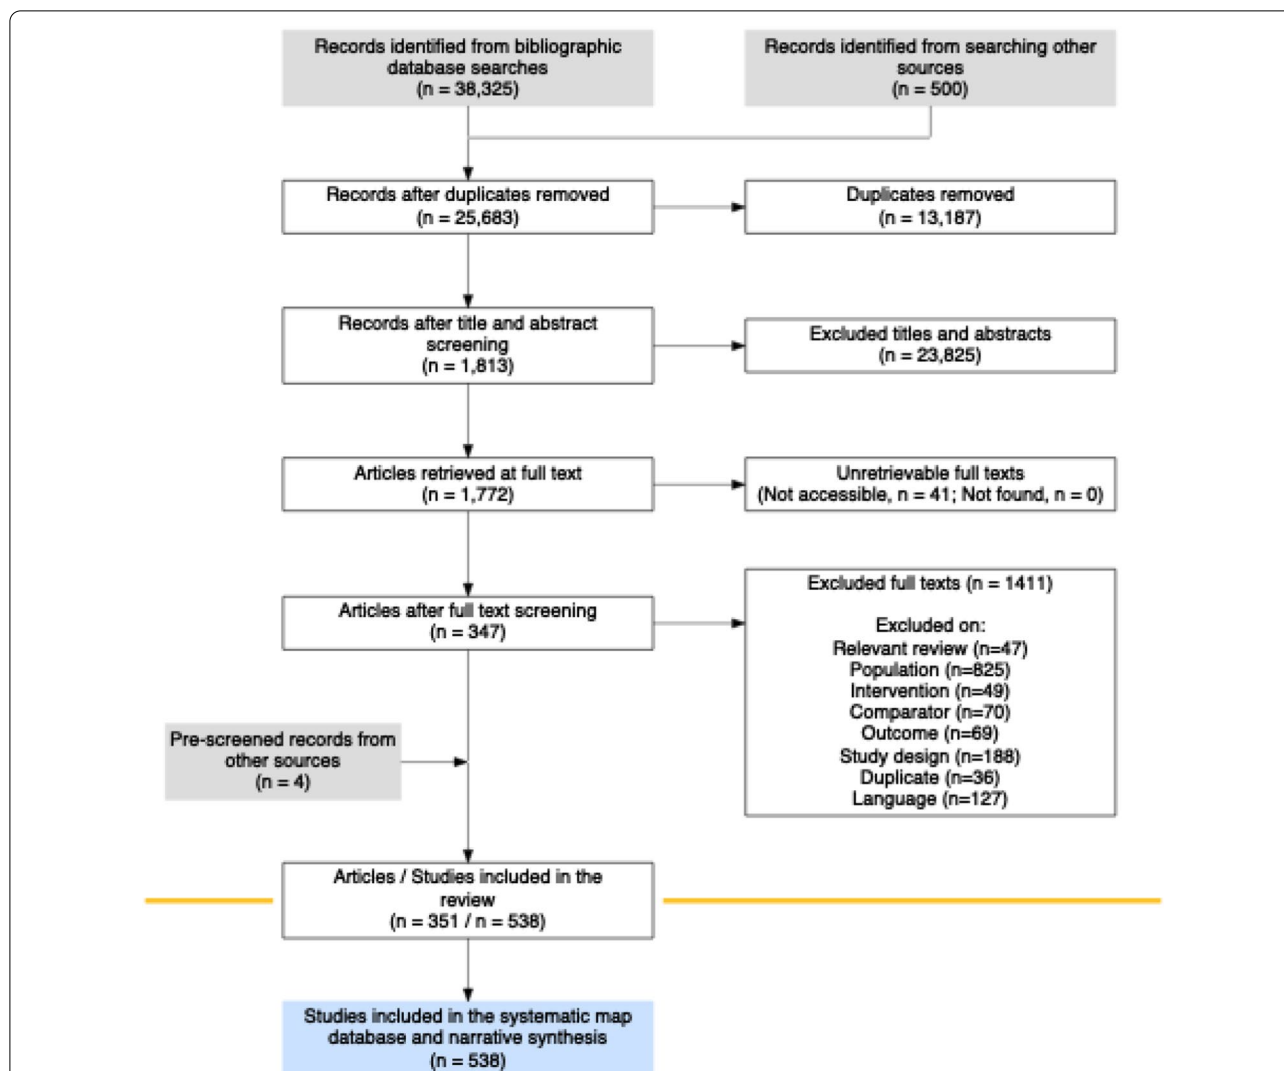 Records identified from bibliographic
database searches
(n = 38,325)
Records identified from searching other
sources
(n = 500)
Records after duplicates removed
(n = 25,683)
Duplicates removed
(n = 13,187)
Records after title and abstract
screening
(n = 1,813)
Excluded titles and abstracts
(n = 23,825)
Articles retrieved at full text
(n = 1,772)
Unretrievable full texts
(Not accessible, n = 41; Not found, n = 0)
Articles after full text screening
(n = 347)
Excluded full texts (n = 1411)
Excluded on:
Relevant review (n=47)
Population (n=825)
Intervention (n=49)
Comparator (n=70)
Outcome (n=69)
Study design (n=188)
Duplicate (n=36)
Language (n=127)
Pre-screened records from
other sources
(n = 4)
Articles / Studies included in the
review
(n = 351 / n = 538)
Studies included in the systematic map
database and narrative synthesis
(n = 538)